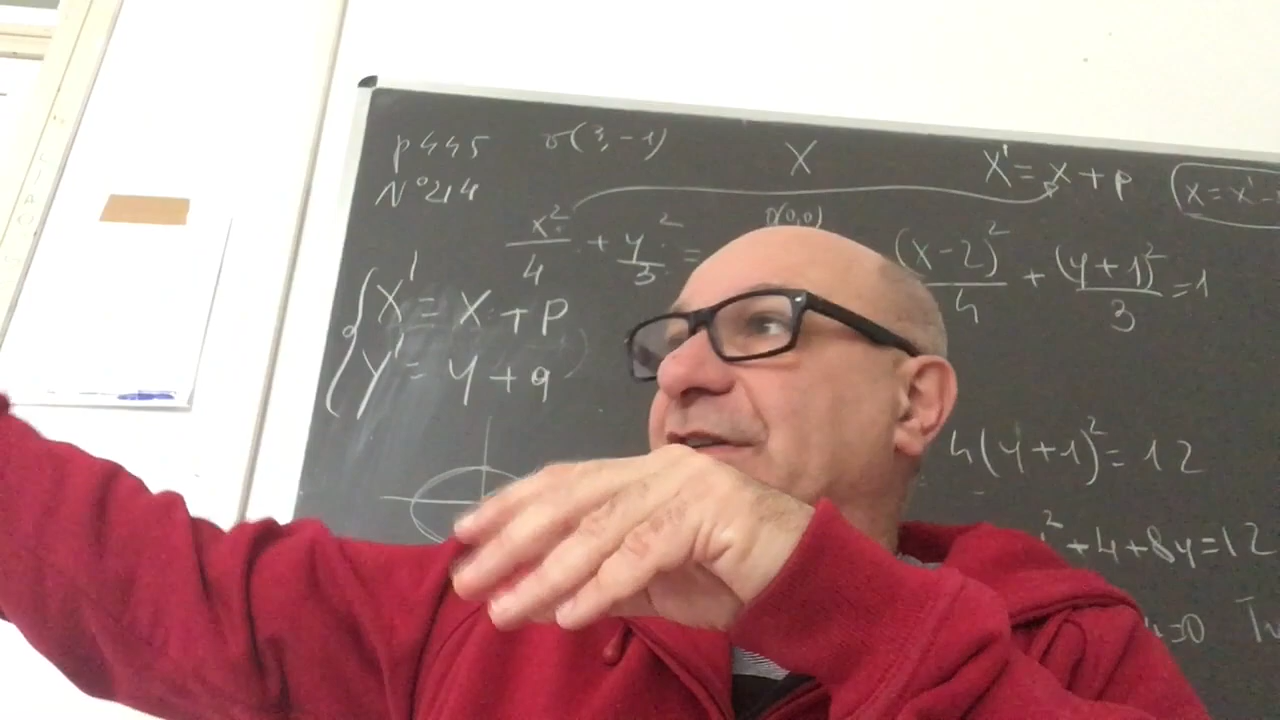 p445 v(3,-1) X X'=x+p x=x'-
N°214
x²/4 + y²/3 = O(0,0) (x-2)²/4 + (y+1)²/3 =1
{X'=X+p
{Y'=Y+q
4(y+1)²=12
²+4+8y=12
=0